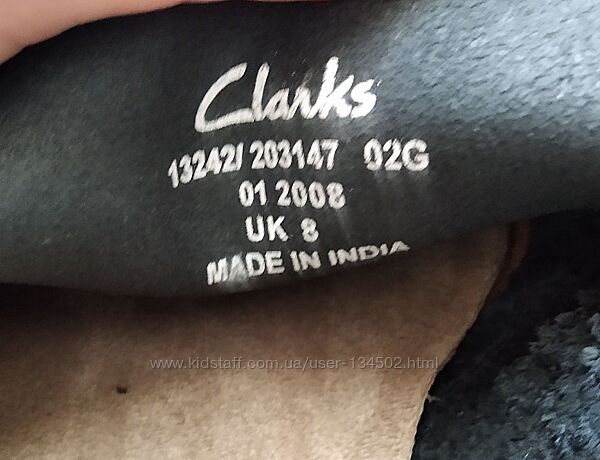 Clarks
13242/ 203147 02G
01 2008
UK 8
MADE IN INDIA
www.kidstaff.com.ua/user-134502.html